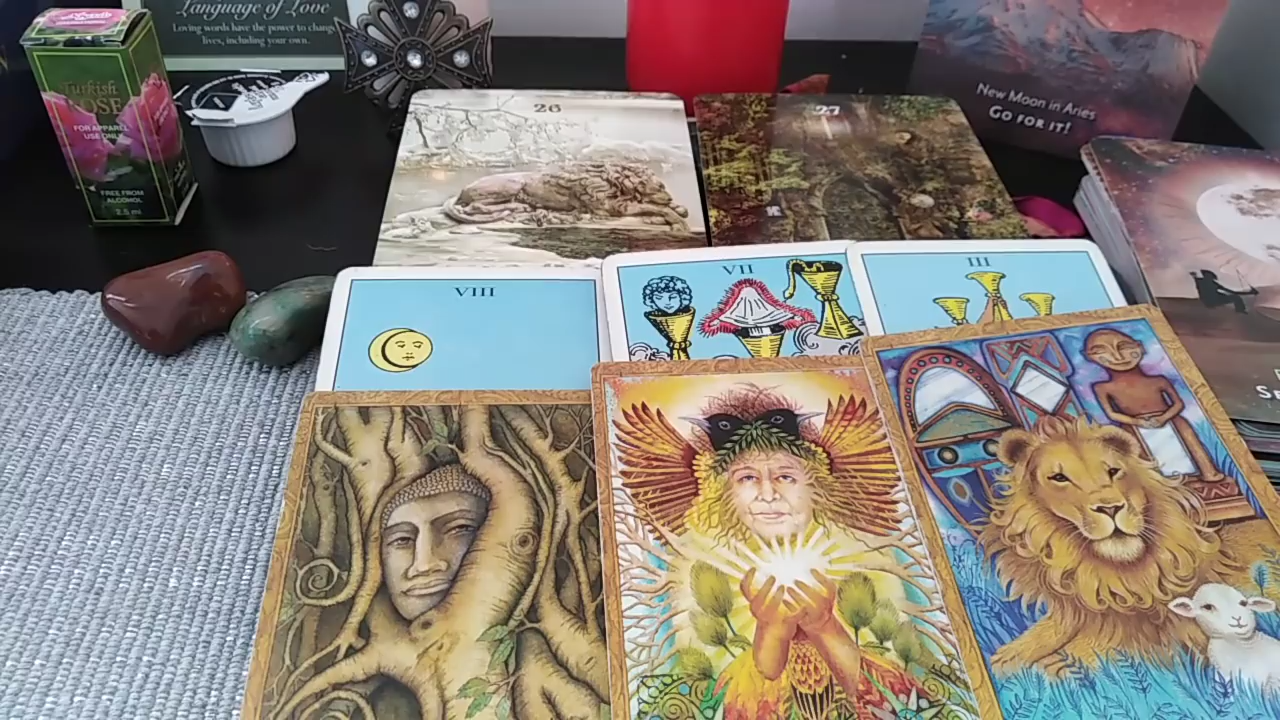 Language of Love
Loving words have the power to change
lives, including your own.
Turkish
ROSE
FOR APPAREL
USE ONLY
FREE FROM
ALCOHOL
2.5 ml
26
27
New Moon in Aries
GO FOR IT!
VIII
VII
III